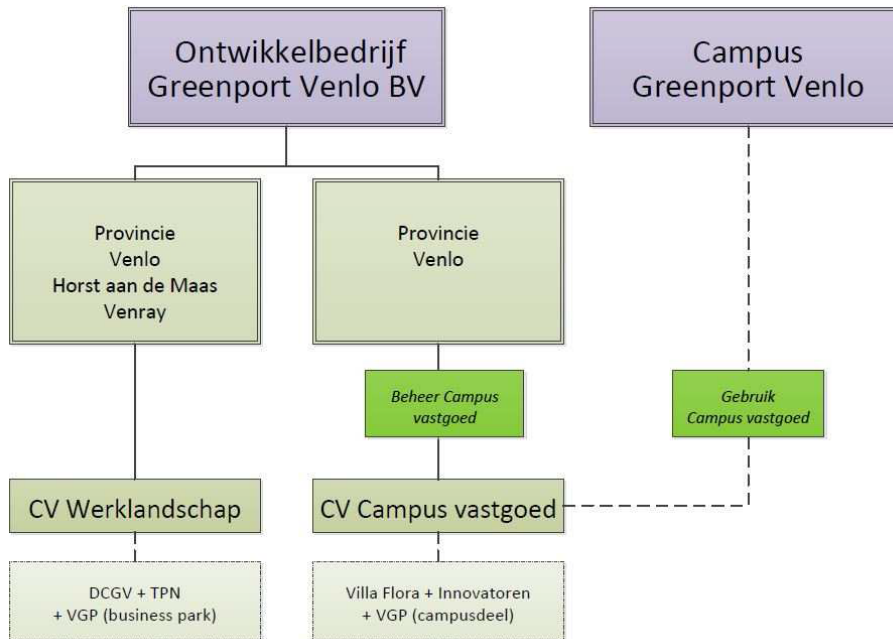 Ontwikkelbedrijf
Greenport Venlo BV
Campus
Greenport Venlo
Provincie
Venlo
Horst aan de Maas
Venray
Provincie
Venlo
Beheer Campus
vastgoed
Gebruik
Campus vastgoed
CV Werklandschap
CV Campus vastgoed
DCGV + TPN
+ VGP (business park)
Villa Flora + Innovatoren
+ VGP (campusdeel)